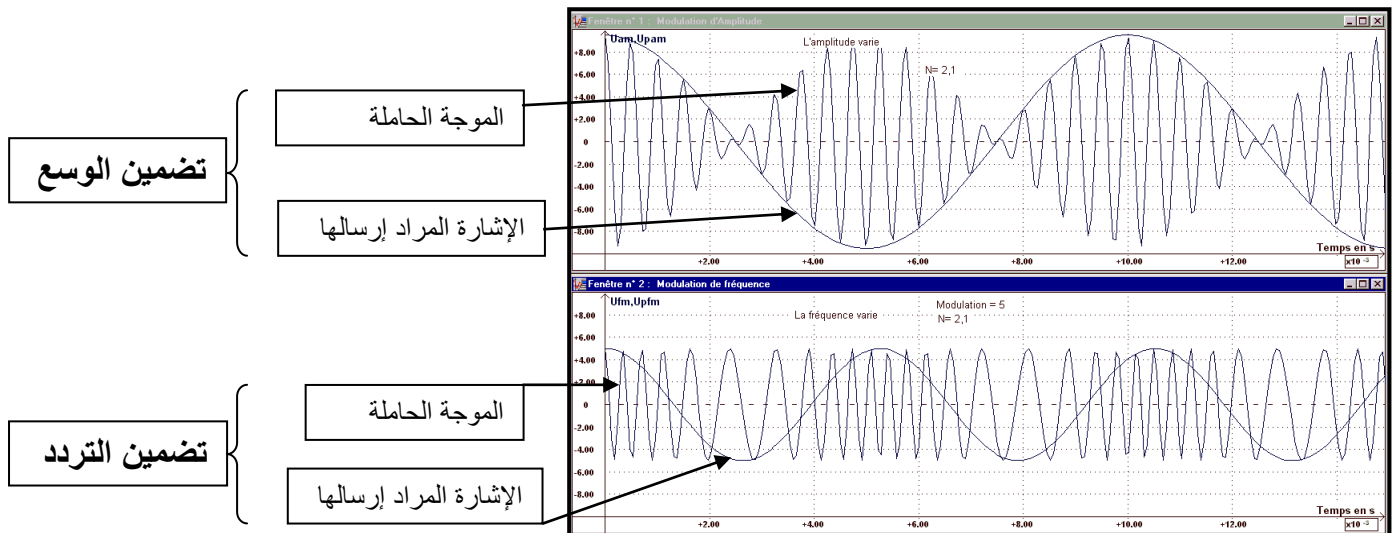 Fenêtre n° 1 : Modulation d'Amplitude
Uam,Upam
L'amplitude varie
N= 2,1
+8.00
+6.00
+4.00
+2.00
0
-2.00
-4.00
-6.00
-8.00
+2.00
+4.00
+6.00
+8.00
+10.00
+12.00
Temps en s
x10 -3
تضمين الوسع
الموجة الحاملة
الإشارة المراد إرسالها
Fenêtre n° 2 : Modulation de fréquence
Ufm,Upfm
La fréquence varie
Modulation = 5
N= 2,1
+8.00
+6.00
+4.00
+2.00
0
-2.00
-4.00
-6.00
-8.00
+2.00
+4.00
+6.00
+8.00
+10.00
+12.00
Temps en s
x10 -3
تضمين التردد
الموجة الحاملة
الإشارة المراد إرسالها